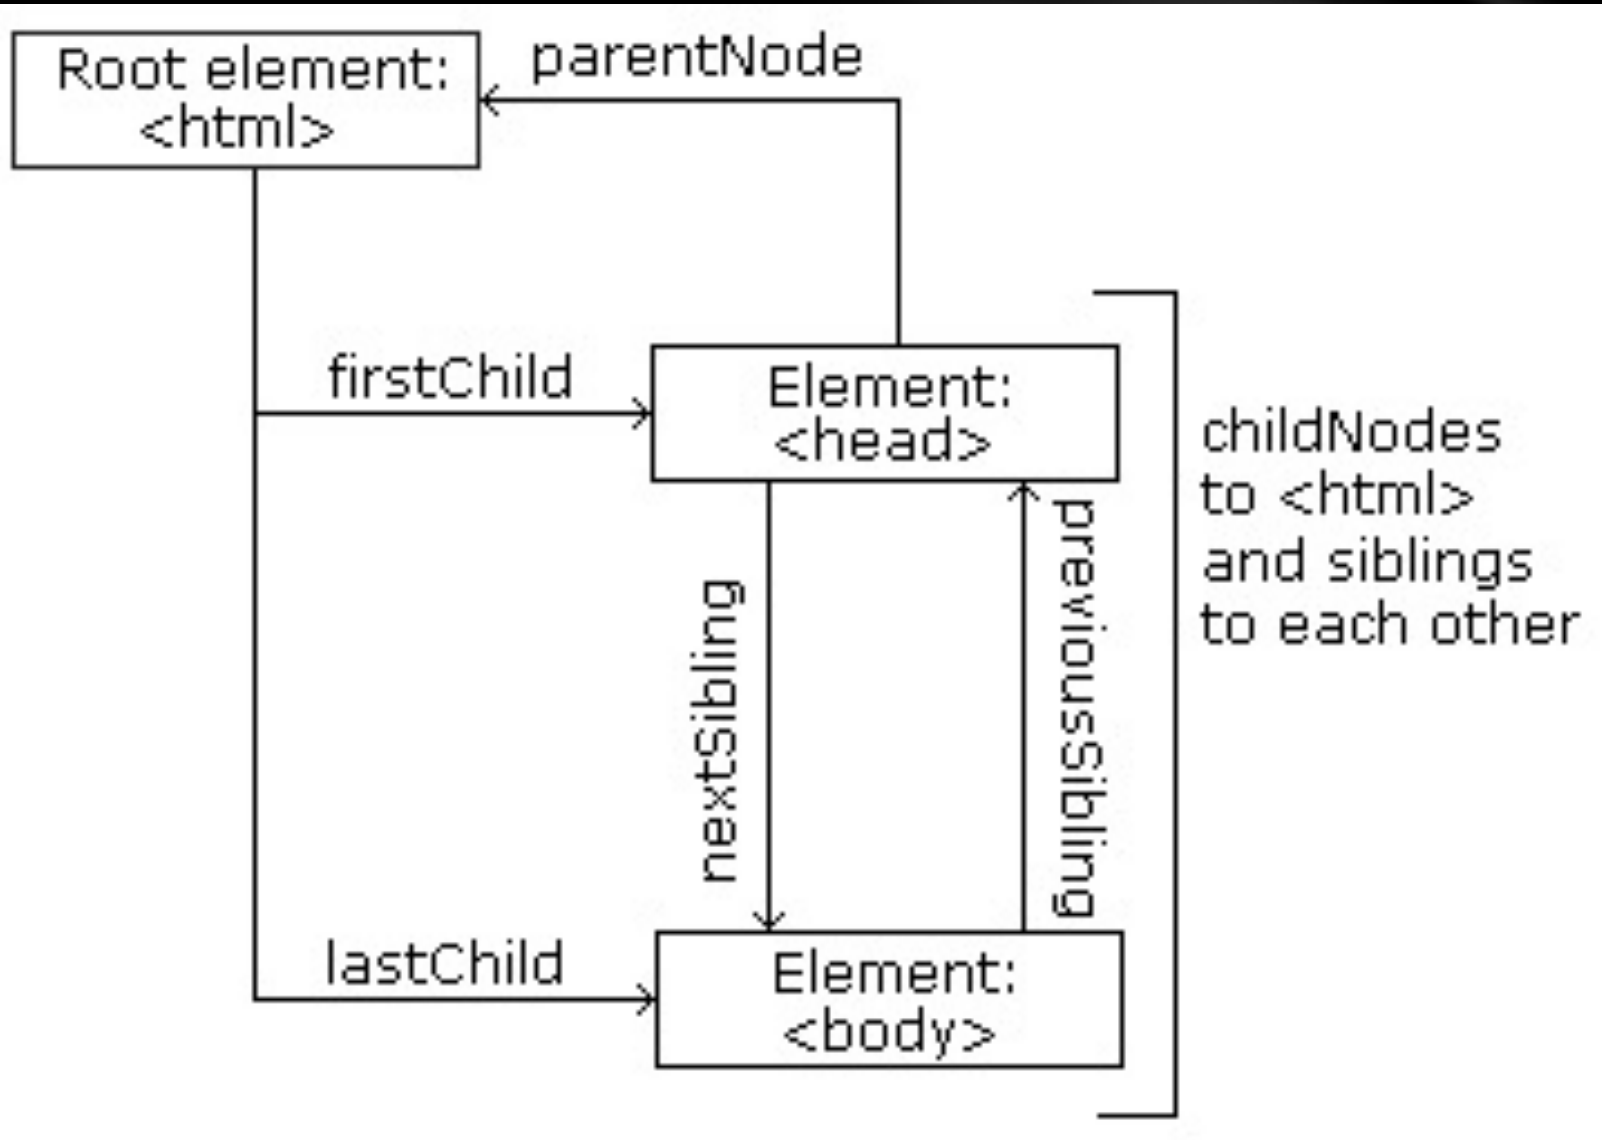 Root element:
<html>
parentNode
firstChild
Element:
<head>
childNodes
to <html>
and siblings
to each other
nextSibling
previousSibling
lastChild
Element:
<body>